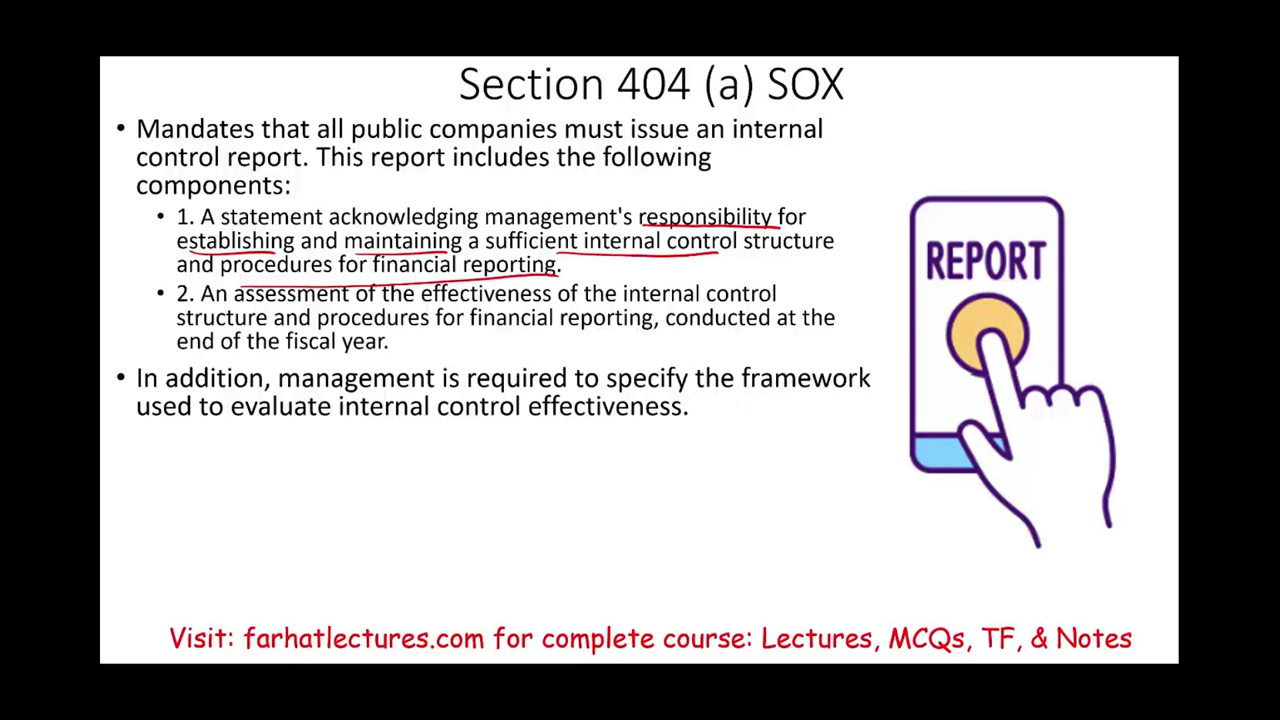 Section 404 (a) SOX
• Mandates that all public companies must issue an internal
control report. This report includes the following
components:
• 1. A statement acknowledging management's responsibility for
establishing and maintaining a sufficient internal control structure
and procedures for financial reporting.
• 2. An assessment of the effectiveness of the internal control
structure and procedures for financial reporting, conducted at the
end of the fiscal year.
• In addition, management is required to specify the framework
used to evaluate internal control effectiveness.
REPORT
Visit: farhatlectures.com for complete course: Lectures, MCQs, TF, & Notes